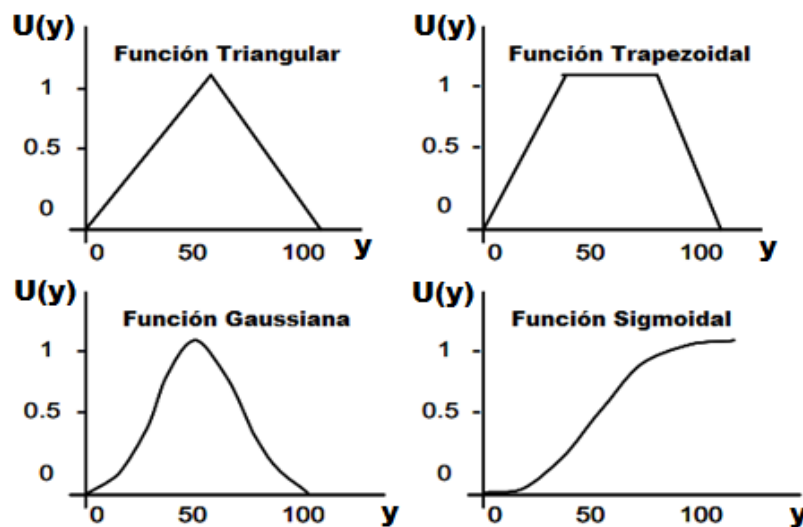 U(y)
Función Triangular
1
0.5
0
0 50 100 y
U(y)
Función Trapezoidal
1
0.5
0
0 50 100 y
U(y)
Función Gaussiana
1
0.5
0
0 50 100 y
U(y)
Función Sigmoidal
1
0.5
0
0 50 100 y